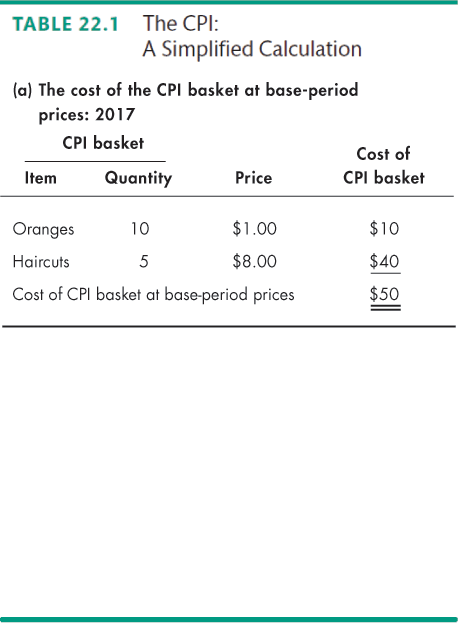 TABLE 22.1 The CPI:
A Simplified Calculation
(a) The cost of the CPI basket at base-period
prices: 2017
CPI basket
Cost of
Item Quantity Price CPI basket
Oranges 10 $1.00 $10
Haircuts 5 $8.00 $40
Cost of CPI basket at base-period prices $50